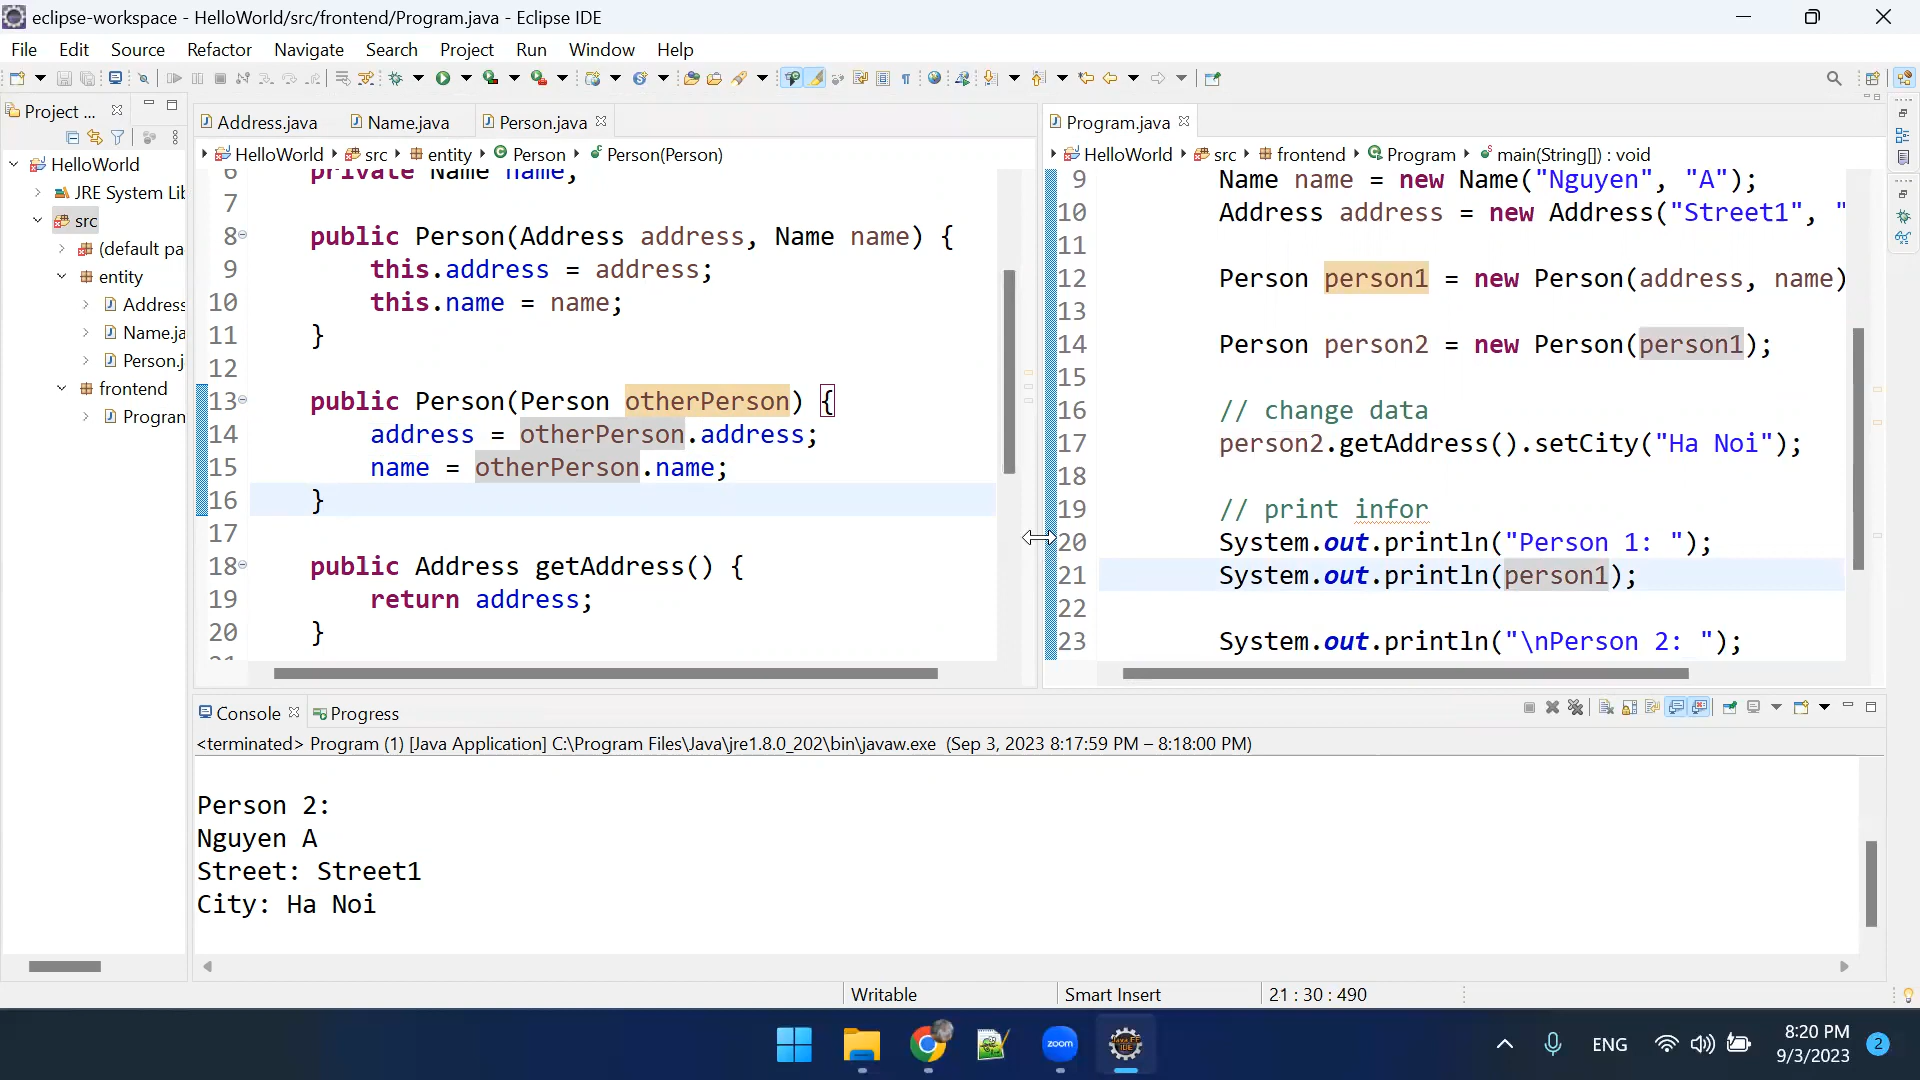 eclipse-workspace - HelloWorld/src/frontend/Program.java - Eclipse IDE
File Edit Source Refactor Navigate Search Project Run Window Help
Project ...
HelloWorld
JRE System Lib
src
(default pa
entity
Address
Name.ja
Person.j
frontend
Progran
Address.java Name.java Person.java
HelloWorld src entity Person Person(Person)
6 private Name name;
7
8 public Person(Address address, Name name) {
9 this.address = address;
10 this.name = name;
11 }
12
13 public Person(Person otherPerson) {
14 address = otherPerson.address;
15 name = otherPerson.name;
16 }
17
18 public Address getAddress() {
19 return address;
20 }
21
Program.java
HelloWorld src frontend Program main(String[]) : void
9 Name name = new Name("Nguyen", "A");
10 Address address = new Address("Street1", "
11
12 Person person1 = new Person(address, name)
13
14 Person person2 = new Person(person1);
15
16 // change data
17 person2.getAddress().setCity("Ha Noi");
18
19 // print infor
20 System.out.println("Person 1: ");
21 System.out.println(person1);
22
23 System.out.println("\nPerson 2: ");
Console Progress
<terminated> Program (1) [Java Application] C:\Program Files\Java\jre1.8.0_202\bin\javaw.exe (Sep 3, 2023 8:17:59 PM – 8:18:00 PM)
Person 2:
Nguyen A
Street: Street1
City: Ha Noi
Writable Smart Insert 21 : 30 : 490
zoom
ENG
8:20 PM
9/3/2023
2